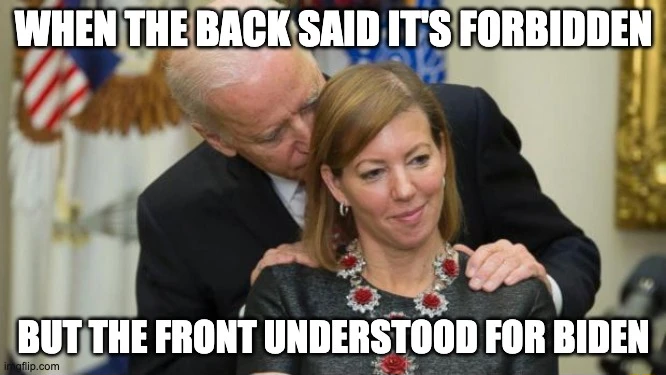 WHEN THE BACK SAID IT'S FORBIDDEN
BUT THE FRONT UNDERSTOOD FOR BIDEN
imgflip.com